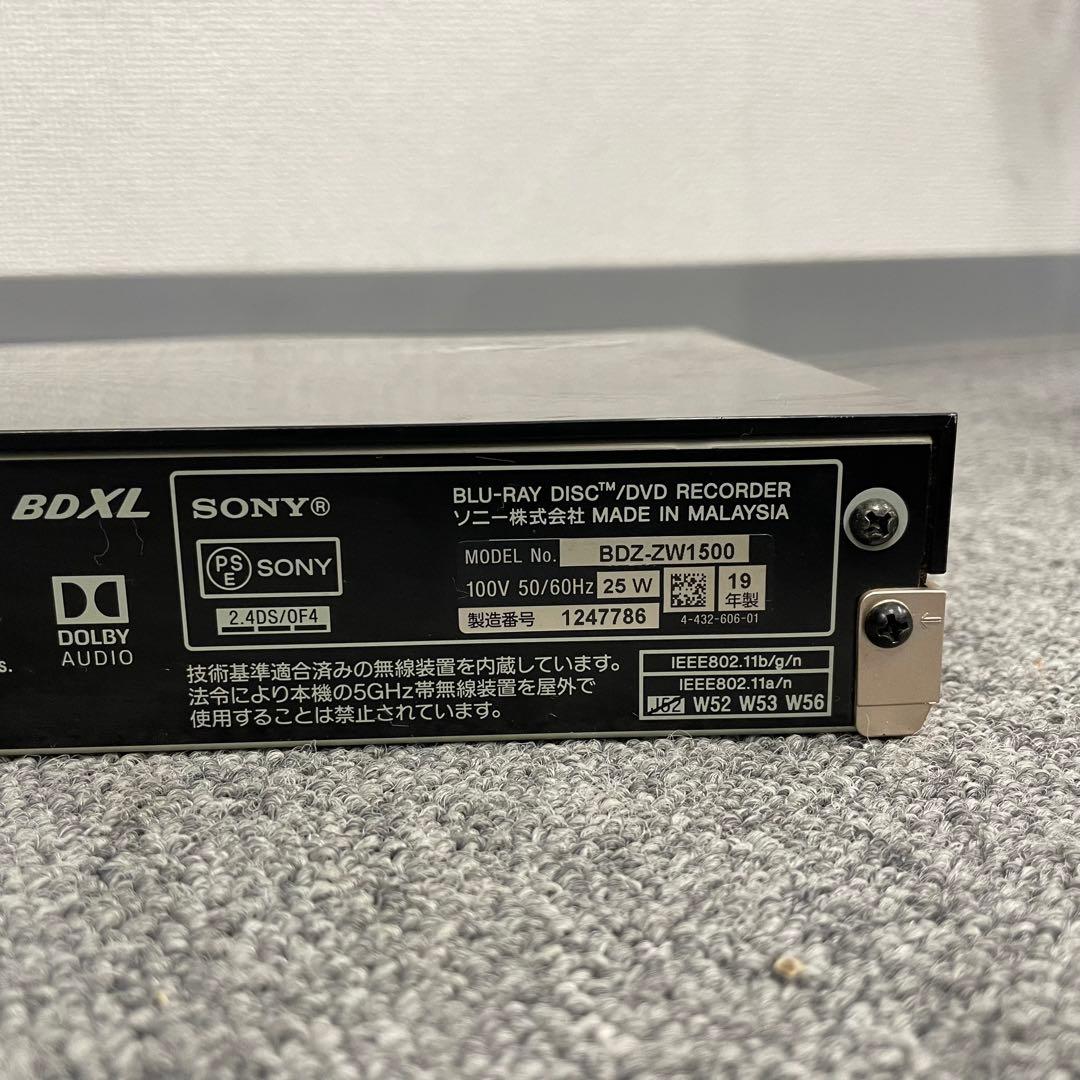 BDXL
SONY®
BLU-RAY DISC™/DVD RECORDER
ソニー株式会社 MADE IN MALAYSIA
PSE SONY
MODEL No. BDZ-ZW1500
100V 50/60Hz 25 W
19年製
製造番号 1247786
4-432-606-01
2.4DS/OF4
DOLBY
AUDIO
s.
技術基準適合済みの無線装置を内蔵しています。
法令により本機の5GHz帯無線装置を屋外で
使用することは禁止されています。
IEEE802.11b/g/n
IEEE802.11a/n
J52 W52 W53 W56